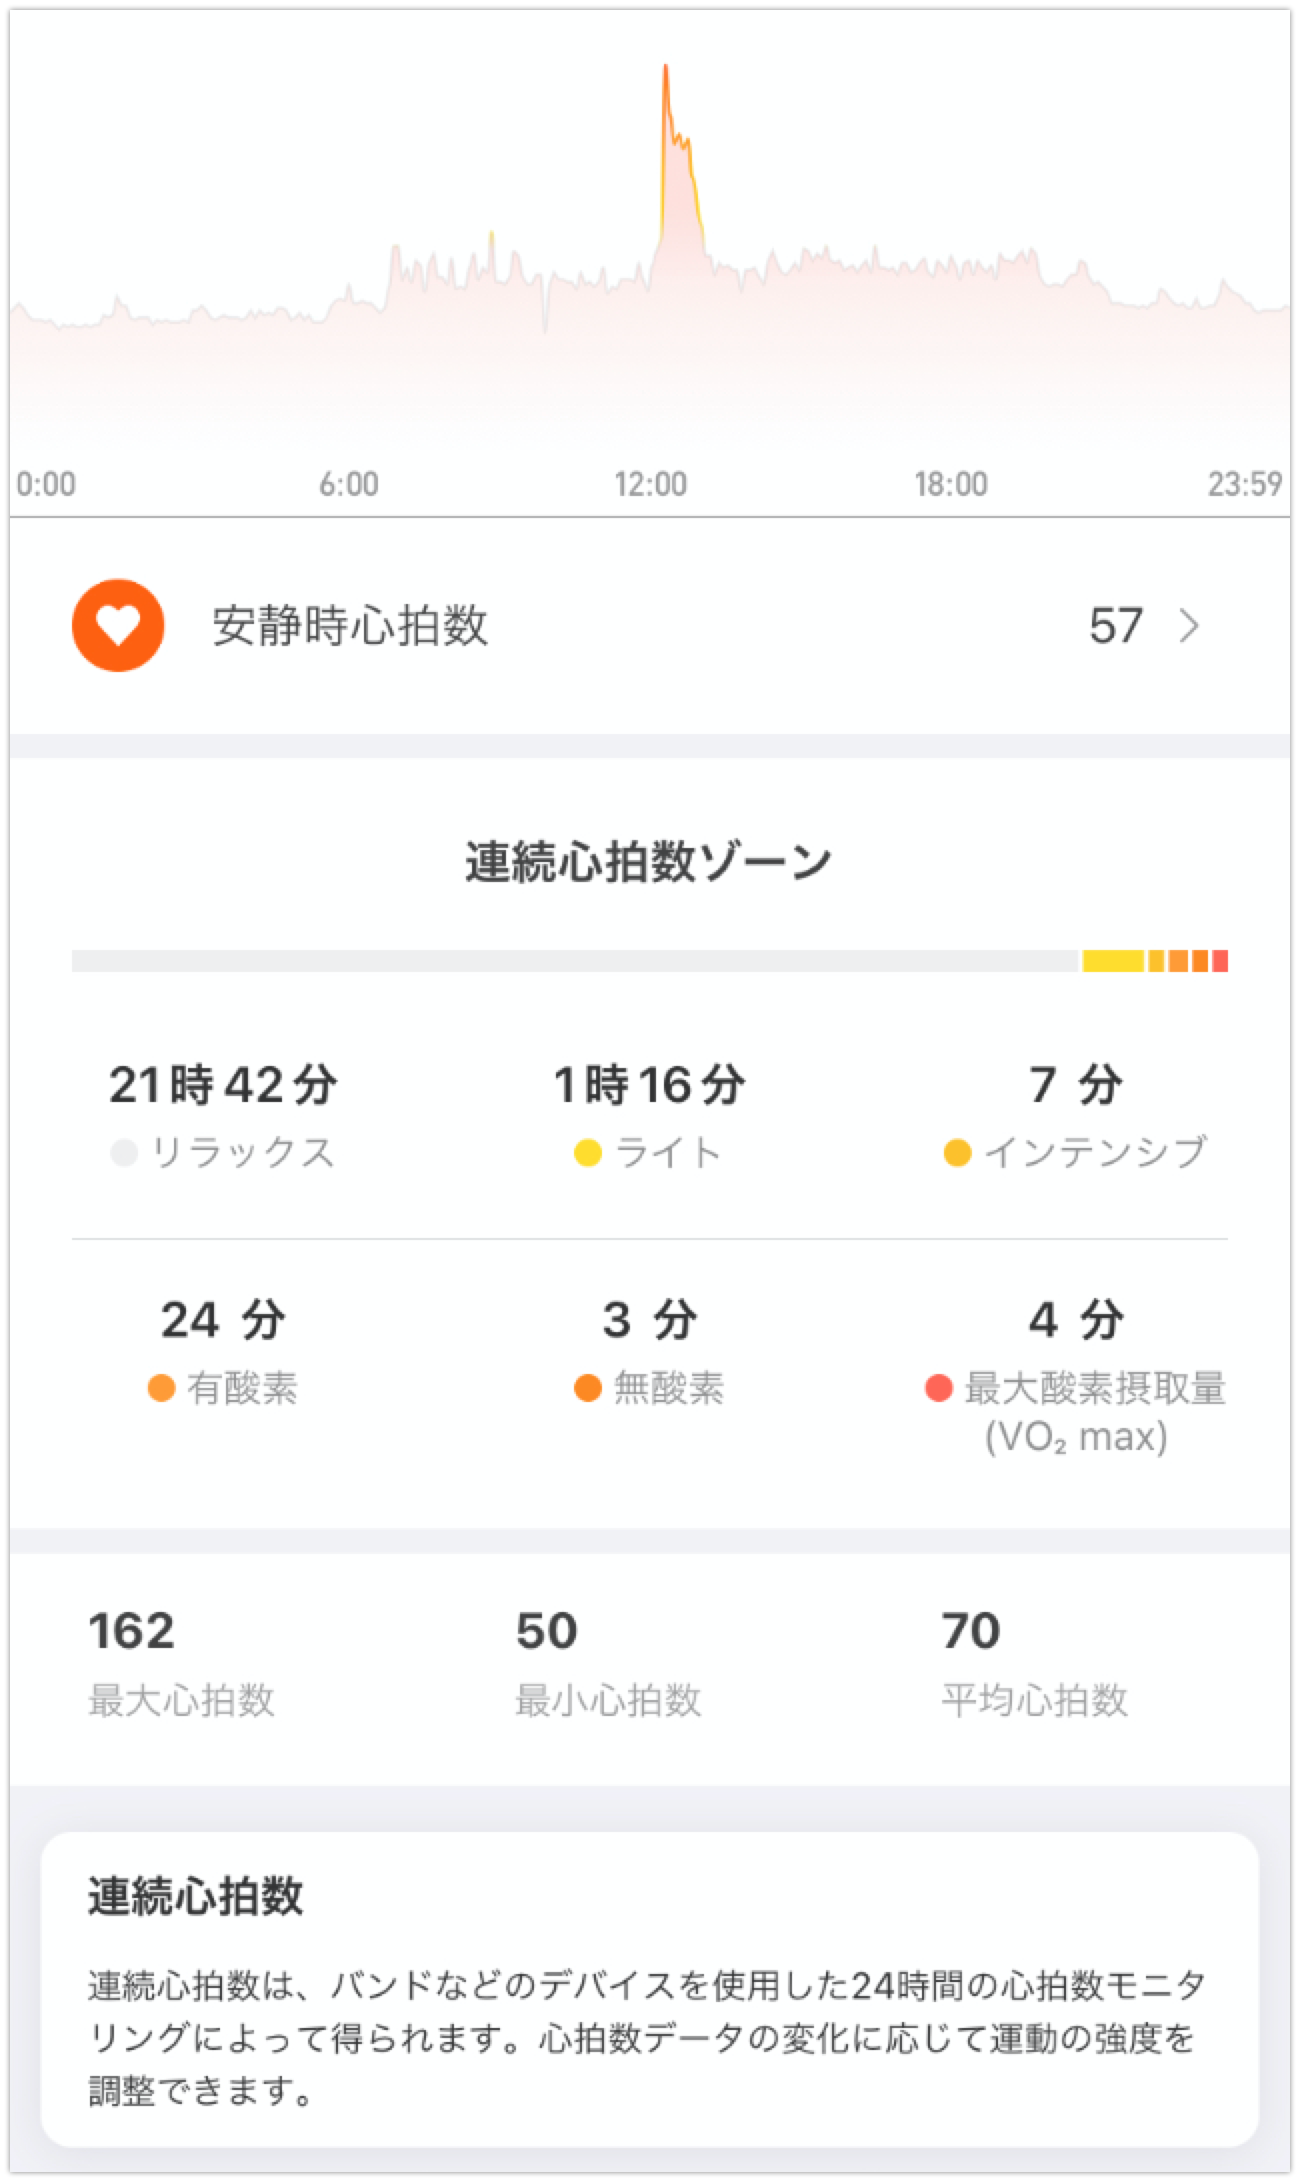 0:00 6:00 12:00 18:00 23:59
安静時心拍数 57
連続心拍数ゾーン
21時42分 1時16分 7 分
リラックス ライト インテンシブ
24 分 3 分 4 分
有酸素 無酸素 最大酸素摂取量
(VO₂ max)
162 50 70
最大心拍数 最小心拍数 平均心拍数
連続心拍数
連続心拍数は、バンドなどのデバイスを使用した24時間の心拍数モニタ
リングによって得られます。心拍数データの変化に応じて運動の強度を
調整できます。